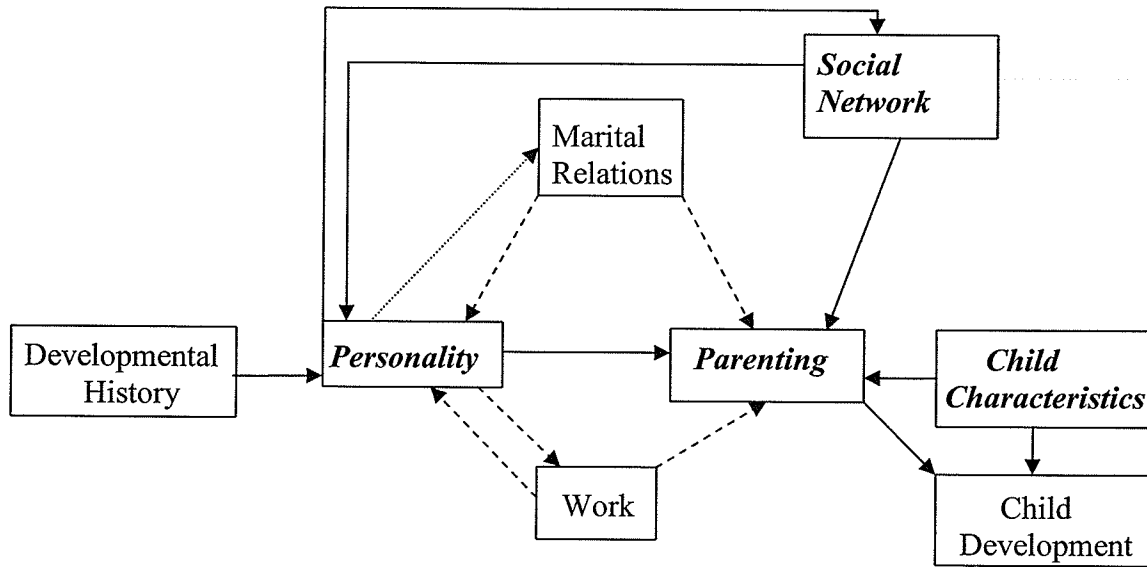 Social
Network
Marital
Relations
Developmental
History
Personality
Parenting
Child
Characteristics
Work
Child
Development